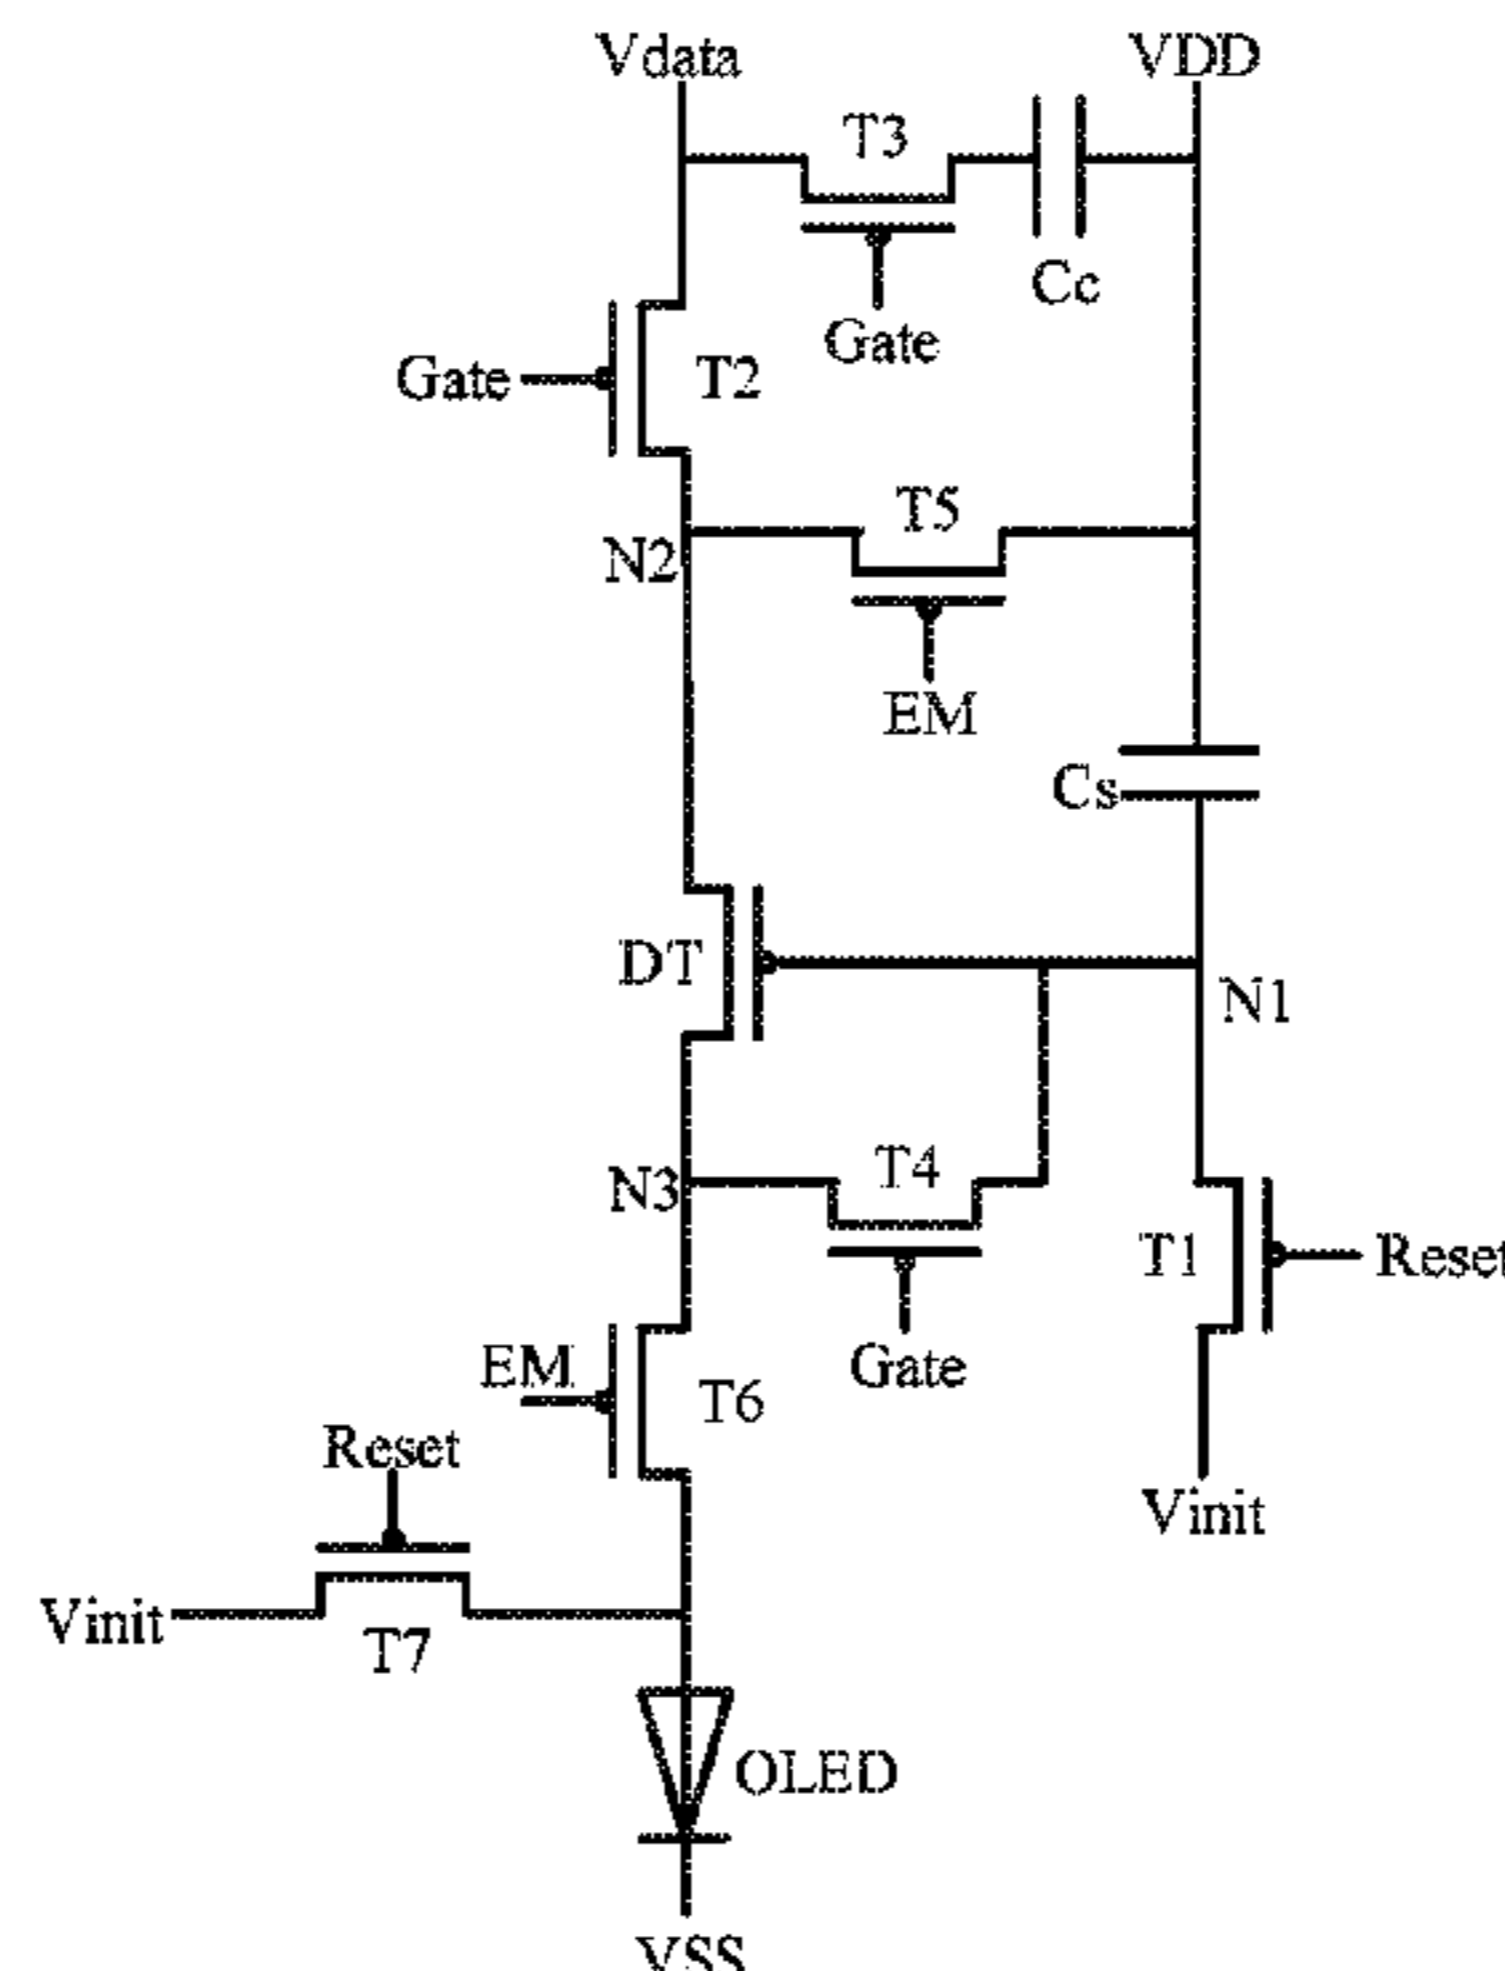 Vdata VDD
T3
Cc
Gate
Gate T2
T5
N2
EM
Cs
DT
N1
T4
N3
T1 Reset
EM
Gate
T6
Reset
Vinit
Vinit
T7
OLED
VSS